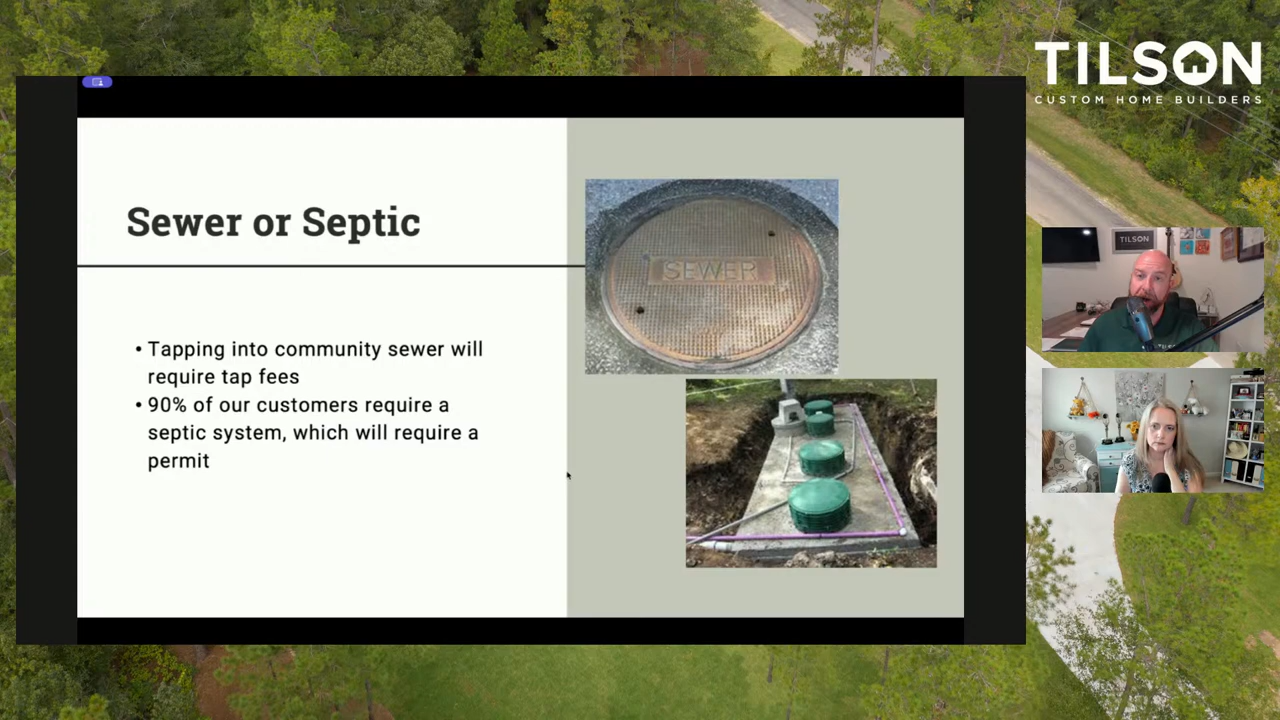 TILSON
CUSTOM HOME BUILDERS
Sewer or Septic
• Tapping into community sewer will
require tap fees
• 90% of our customers require a
septic system, which will require a
permit
SEWER
TILSON